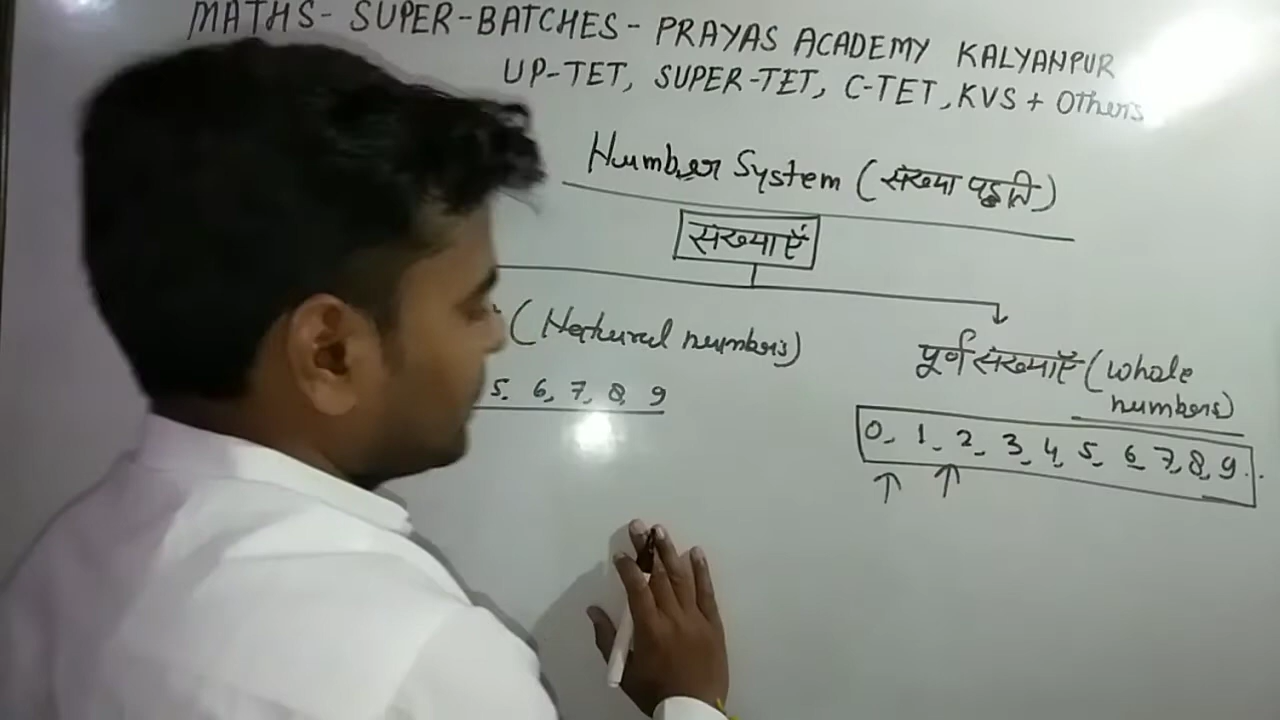 MATHS- SUPER-BATCHES- PRAYAS ACADEMY KALYANPUR
UP-TET, SUPER-TET, C-TET, KVS + Others
Number System (संख्या पद्धति)
संख्याएँ
(Natural numbers)
5, 6, 7, 8, 9
पूर्ण संख्याएँ (whole
numbers)
0, 1, 2, 3, 4, 5, 6, 7, 8, 9...